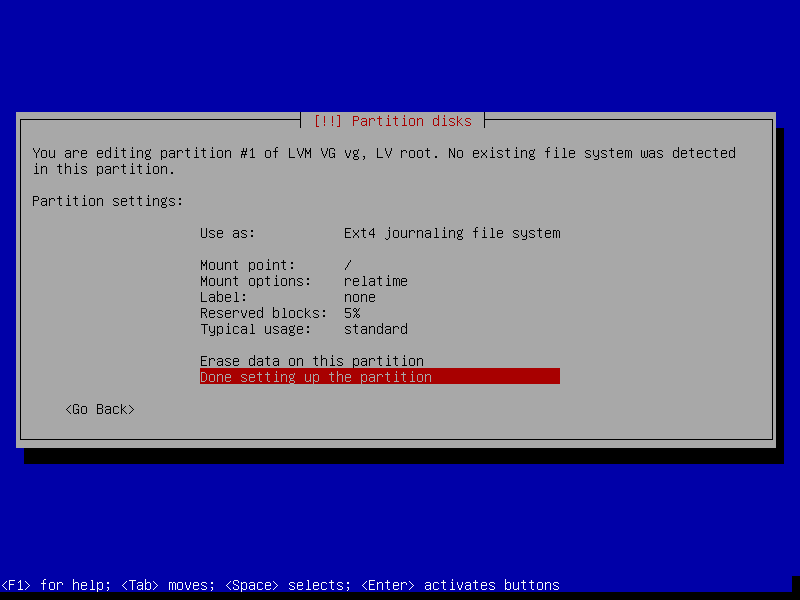 [!!] Partition disks
You are editing partition #1 of LVM VG vg, LV root. No existing file system was detected
in this partition.
Partition settings:
Use as: Ext4 journaling file system
Mount point: /
Mount options: relatime
Label: none
Reserved blocks: 5%
Typical usage: standard
Erase data on this partition
Done setting up the partition
<Go Back>
<F1> for help; <Tab> moves; <Space> selects; <Enter> activates buttons